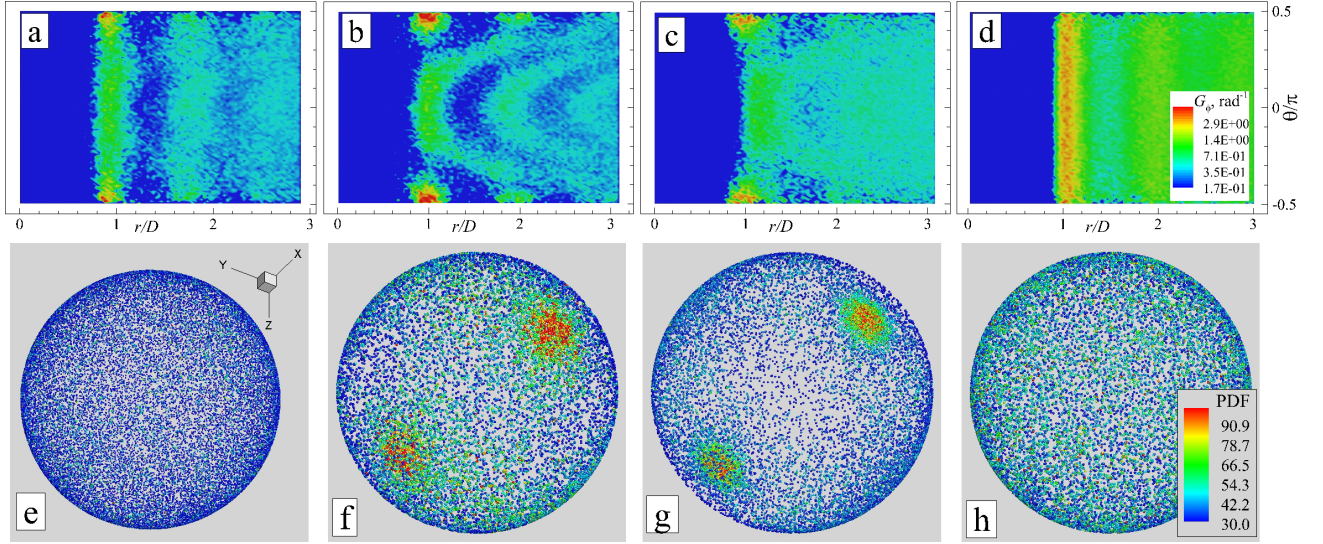 a
b
c
d
0.5
0
-0.5
θ/π
G_ϕ, rad⁻¹
2.9E+00
1.4E+00
7.1E-01
3.5E-01
1.7E-01
0 1 r/D 2 3
0 1 r/D 2 3
0 1 r/D 2 3
0 1 r/D 2 3
X
Y
Z
PDF
90.9
78.7
66.5
54.3
42.2
30.0
e
f
g
h